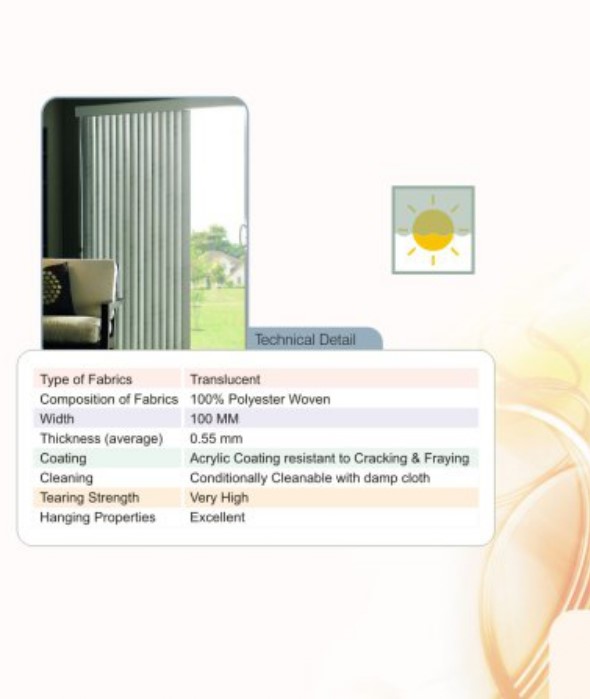 Technical Detail
Type of Fabrics Translucent
Composition of Fabrics 100% Polyester Woven
Width 100 MM
Thickness (average) 0.55 mm
Coating Acrylic Coating resistant to Cracking & Fraying
Cleaning Conditionally Cleanable with damp cloth
Tearing Strength Very High
Hanging Properties Excellent